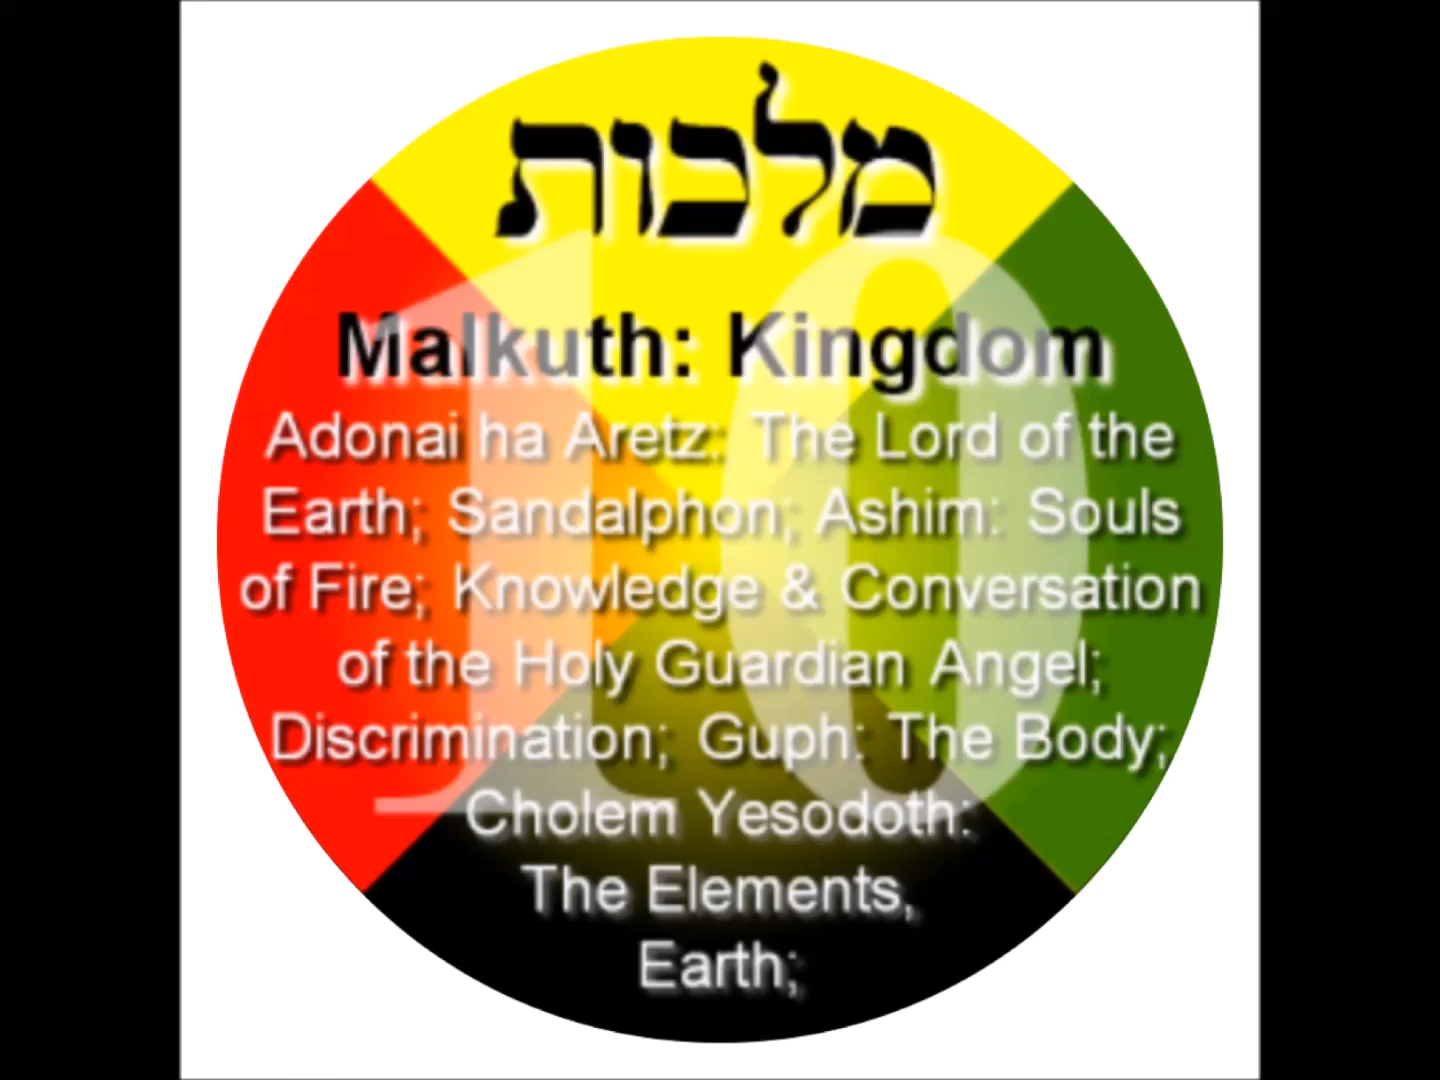 מלכות
10
Malkuth: Kingdom
Adonai ha Aretz: The Lord of the
Earth; Sandalphon; Ashim: Souls
of Fire; Knowledge & Conversation
of the Holy Guardian Angel;
Discrimination; Guph: The Body;
Cholem Yesodoth:
The Elements,
Earth;